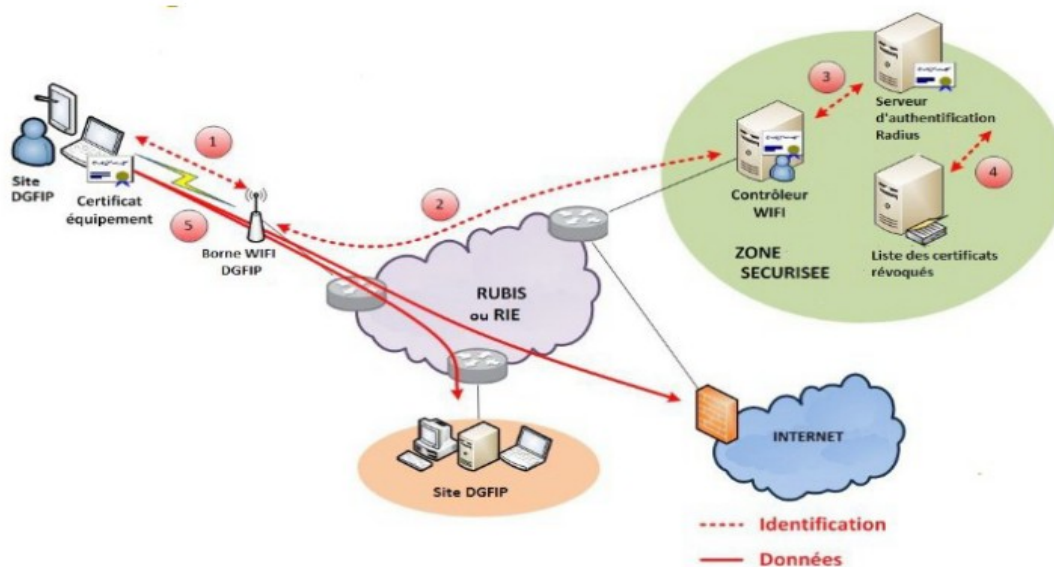 1
3
Serveur
d'authentification
Radius
Site
DGFIP
Certificat
équipement
2
Contrôleur
WIFI
4
5
Borne WIFI
DGFIP
ZONE
SECURISEE
Liste des certificats
révoqués
RUBIS
ou RIE
INTERNET
Site DGFIP
Identification
Données